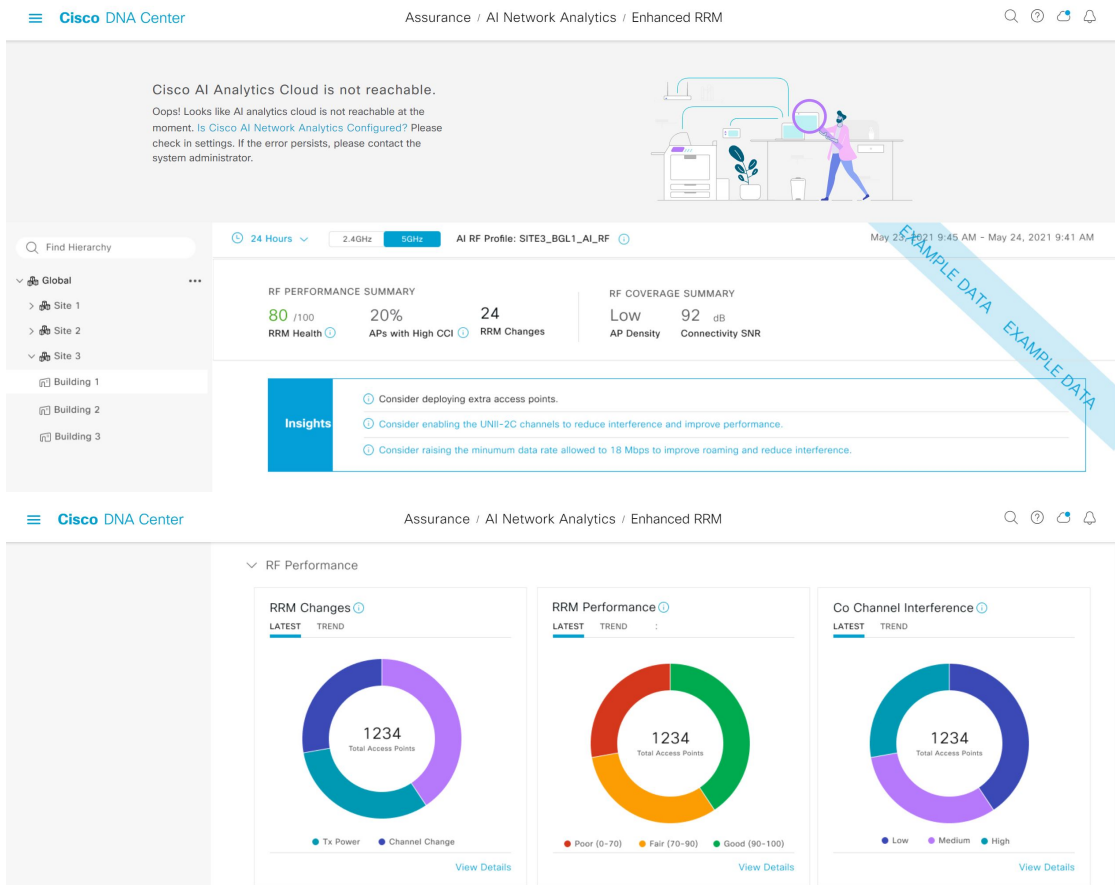 Cisco DNA Center
Assurance / AI Network Analytics / Enhanced RRM
Cisco AI Analytics Cloud is not reachable.
Oops! Looks like AI analytics cloud is not reachable at the
moment. Is Cisco AI Network Analytics Configured? Please
check in settings. If the error persists, please contact the
system administrator.
Find Hierarchy
24 Hours
2.4GHz
5GHz
AI RF Profile: SITE3_BGL1_AI_RF
May 23, 2021 9:45 AM - May 24, 2021 9:41 AM
EXAMPLE DATA EXAMPLE DATA
Global
Site 1
Site 2
Site 3
Building 1
Building 2
Building 3
RF PERFORMANCE SUMMARY
80 /100
RRM Health
20%
APs with High CCI
24
RRM Changes
RF COVERAGE SUMMARY
Low
AP Density
92 dB
Connectivity SNR
Insights
Consider deploying extra access points.
Consider enabling the UNII-2C channels to reduce interference and improve performance.
Consider raising the minumum data rate allowed to 18 Mbps to improve roaming and reduce interference.
Cisco DNA Center
Assurance / AI Network Analytics / Enhanced RRM
RF Performance
RRM Changes
LATEST TREND
1234
Total Access Points
Tx Power Channel Change
View Details
RRM Performance
LATEST TREND :
1234
Total Access Points
Poor (0-70) Fair (70-90) Good (90-100)
View Details
Co Channel Interference
LATEST TREND
1234
Total Access Points
Low Medium High
View Details